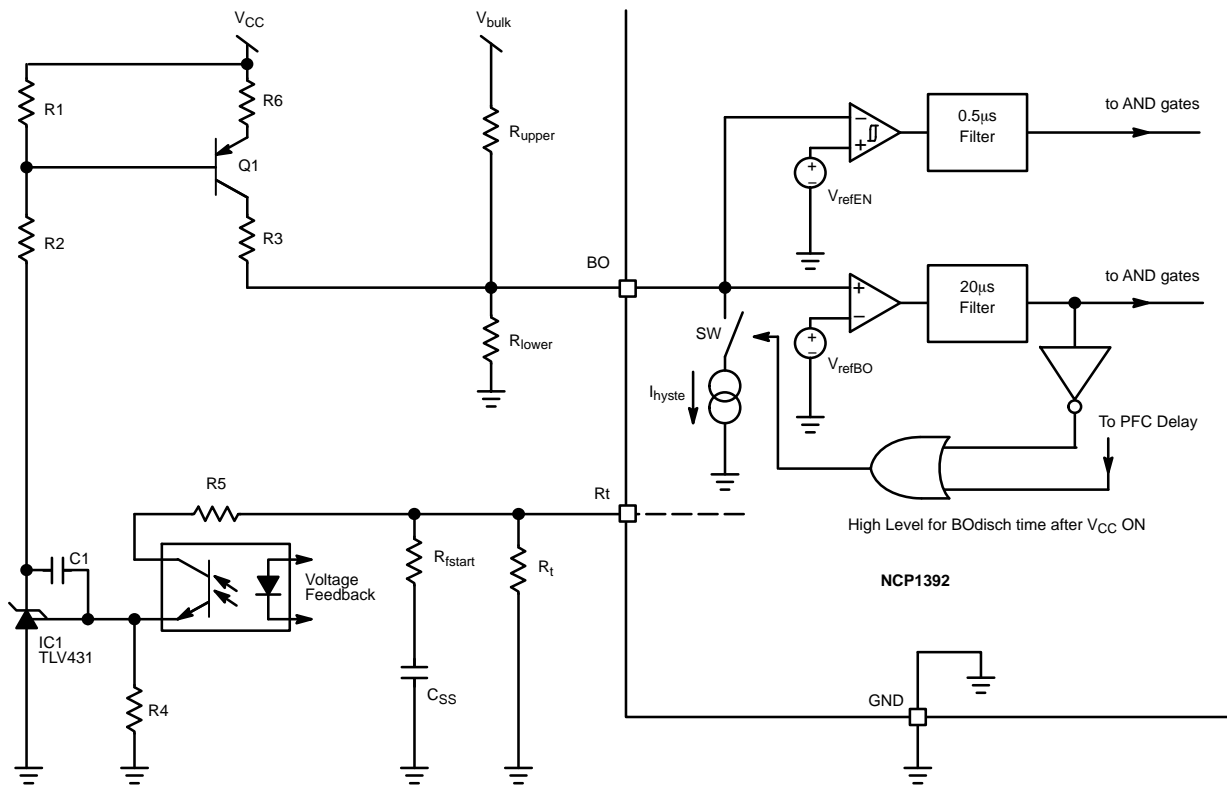 VCC
Vbulk
R1
R6
Rupper
Q1
R2
R3
BO
Rlower
0.5μs
Filter
to AND gates
−
+
+
−
VrefEN
20μs
Filter
to AND gates
+
−
SW
+
−
VrefBO
Ihyste
To PFC Delay
High Level for BOdisch time after VCC ON
NCP1392
R5
Rt
C1
Voltage
Feedback
Rfstart
Rt
IC1
TLV431
R4
CSS
GND